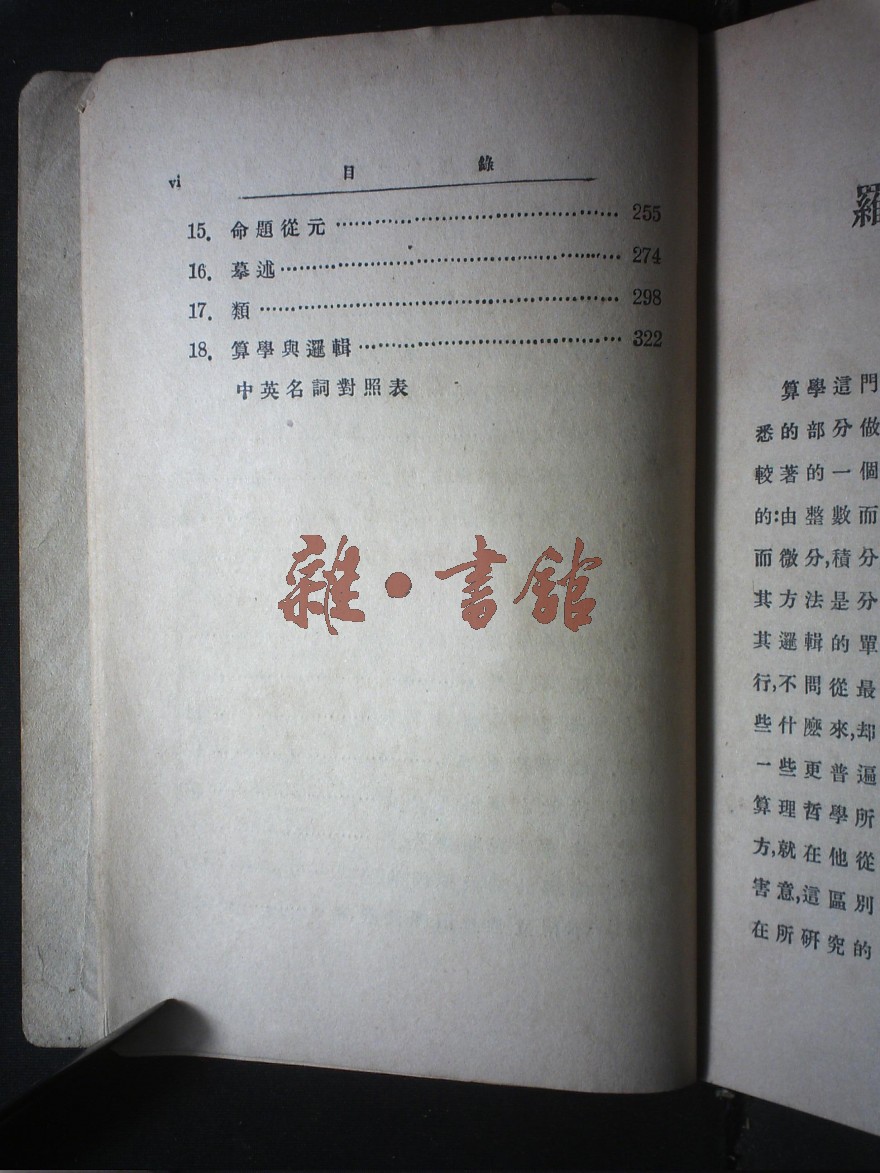 vi 目 錄
15. 命題從元 255
16. 摹述 274
17. 類 298
18. 算學與邏輯 322
中英名詞對照表
雜·書館
羅
算學這門
悉的部分做
較著的一個
的:由整數而
而微分,積分
其方法是分
其邏輯的單
行,不問從最
些什麽來,却
一些更普遍
算理哲學所
方,就在他從
害意,這區別
在所硏究的